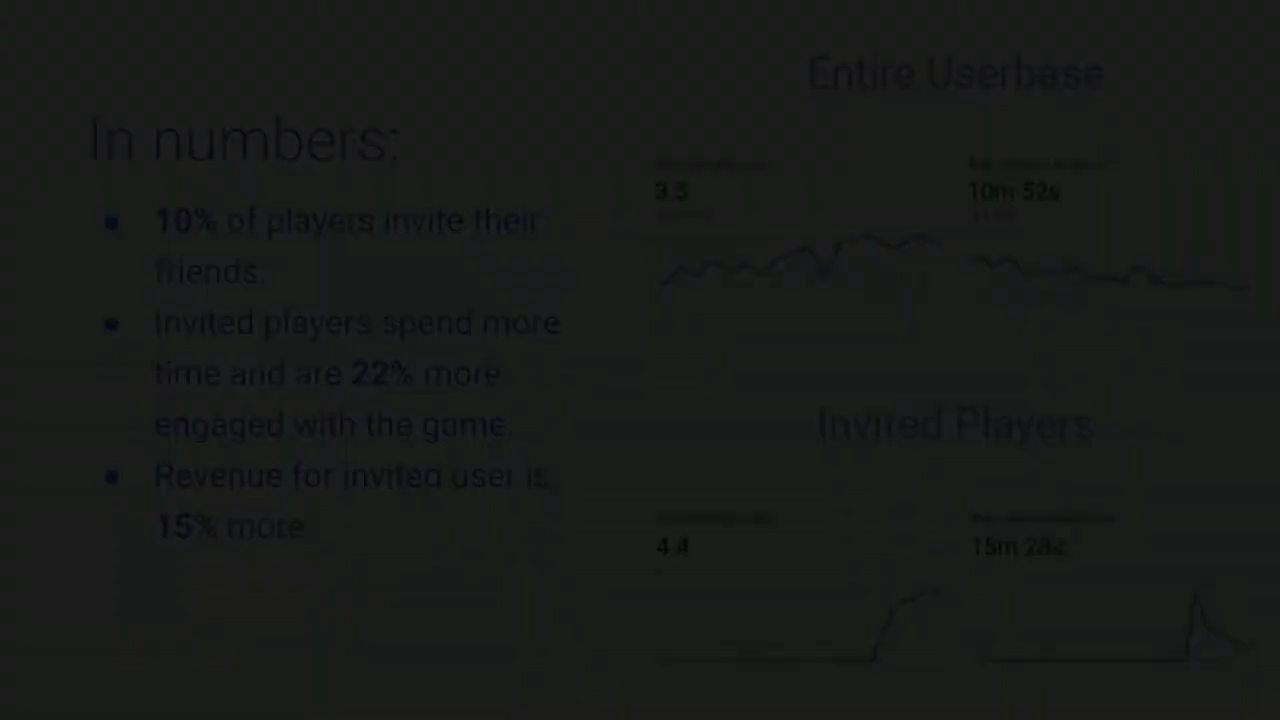 In numbers:
10% of players invite their
friends.
Invited players spend more
time and are 22% more
engaged with the game.
Revenue for invited user is
15% more
Entire Userbase
3.5
10m 52s
Invited Players
4.4
15m 28s